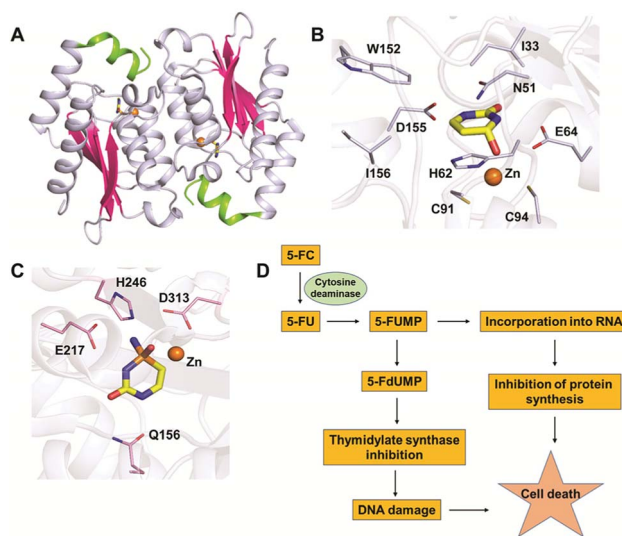 A
B
W152
I33
N51
D155
E64
I156
H62
Zn
C91
C94
C
H246
D313
E217
Zn
Q156
D
5-FC
Cytosine
deaminase
5-FU
5-FUMP
Incorporation into RNA
5-FdUMP
Inhibition of protein
synthesis
Thymidylate synthase
inhibition
Cell death
DNA damage